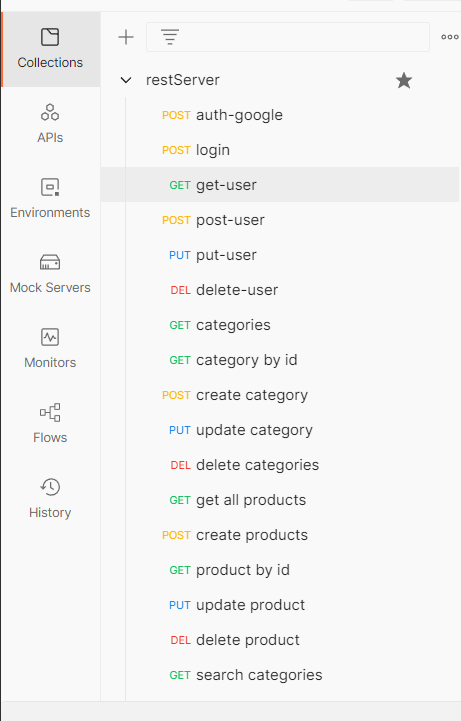 Collections
APIs
Environments
Mock Servers
Monitors
Flows
History
restServer
POST auth-google
POST login
GET get-user
POST post-user
PUT put-user
DEL delete-user
GET categories
GET category by id
POST create category
PUT update category
DEL delete categories
GET get all products
POST create products
GET product by id
PUT update product
DEL delete product
GET search categories